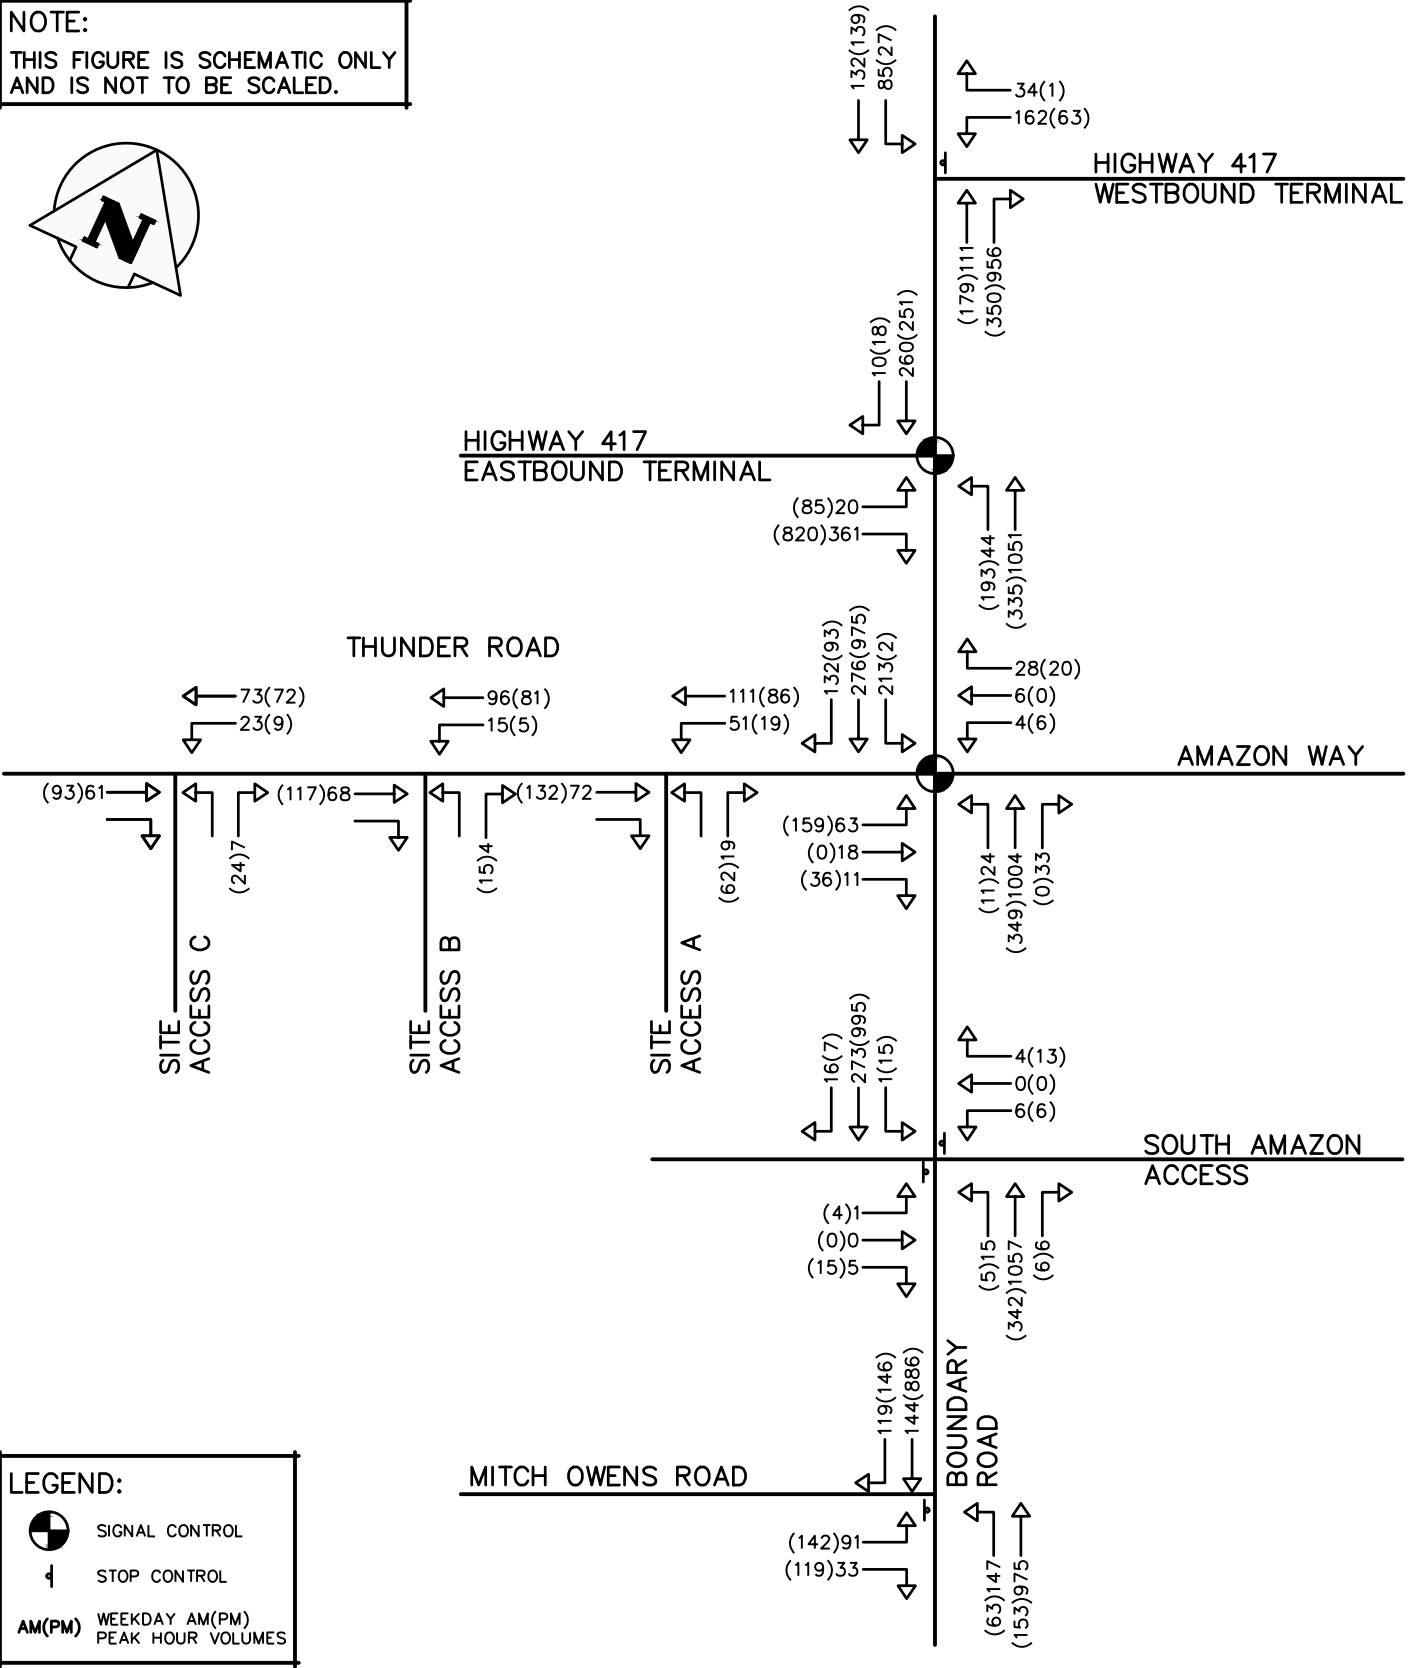 NOTE:
THIS FIGURE IS SCHEMATIC ONLY
AND IS NOT TO BE SCALED.
N
132(139)
85(27)
34(1)
162(63)
HIGHWAY 417
WESTBOUND TERMINAL
(179)111
(350)956
10(18)
260(251)
HIGHWAY 417
EASTBOUND TERMINAL
(85)20
(820)361
(193)44
(335)1051
THUNDER ROAD
73(72)
23(9)
96(81)
15(5)
111(86)
51(19)
132(93)
276(975)
213(2)
28(20)
6(0)
4(6)
AMAZON WAY
(93)61
(24)7
(117)68
(15)4
(132)72
(62)19
(159)63
(0)18
(36)11
(11)24
(349)1004
(0)33
SITE
ACCESS C
SITE
ACCESS B
SITE
ACCESS A
16(7)
273(995)
1(15)
4(13)
0(0)
6(6)
SOUTH AMAZON
ACCESS
(4)1
(0)0
(15)5
(5)15
(342)1057
(6)6
119(146)
144(886)
BOUNDARY
ROAD
MITCH OWENS ROAD
(142)91
(119)33
(63)147
(153)975
LEGEND:
SIGNAL CONTROL
STOP CONTROL
AM(PM) WEEKDAY AM(PM)
PEAK HOUR VOLUMES